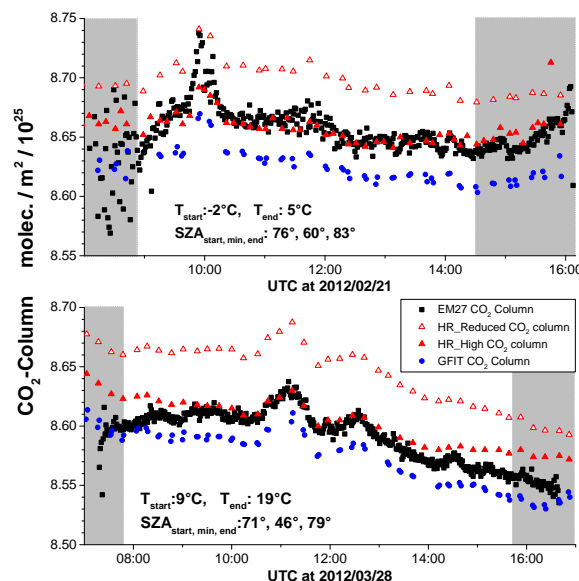 8.75
8.70
8.65
8.60
8.55
10:00 12:00 14:00 16:00
T_start:-2°C, T_end: 5°C
SZA_start, min, end: 76°, 60°, 83°
UTC at 2012/02/21
CO₂-Column molec. / m² / 10²⁵
8.70
8.65
8.60
8.55
8.50
EM27 CO₂ Column
HR_Reduced CO₂ column
HR_High CO₂ column
GFIT CO₂ Column
T_start:9°C, T_end: 19°C
SZA_start, min, end:71°, 46°, 79°
08:00 10:00 12:00 14:00 16:00
UTC at 2012/03/28